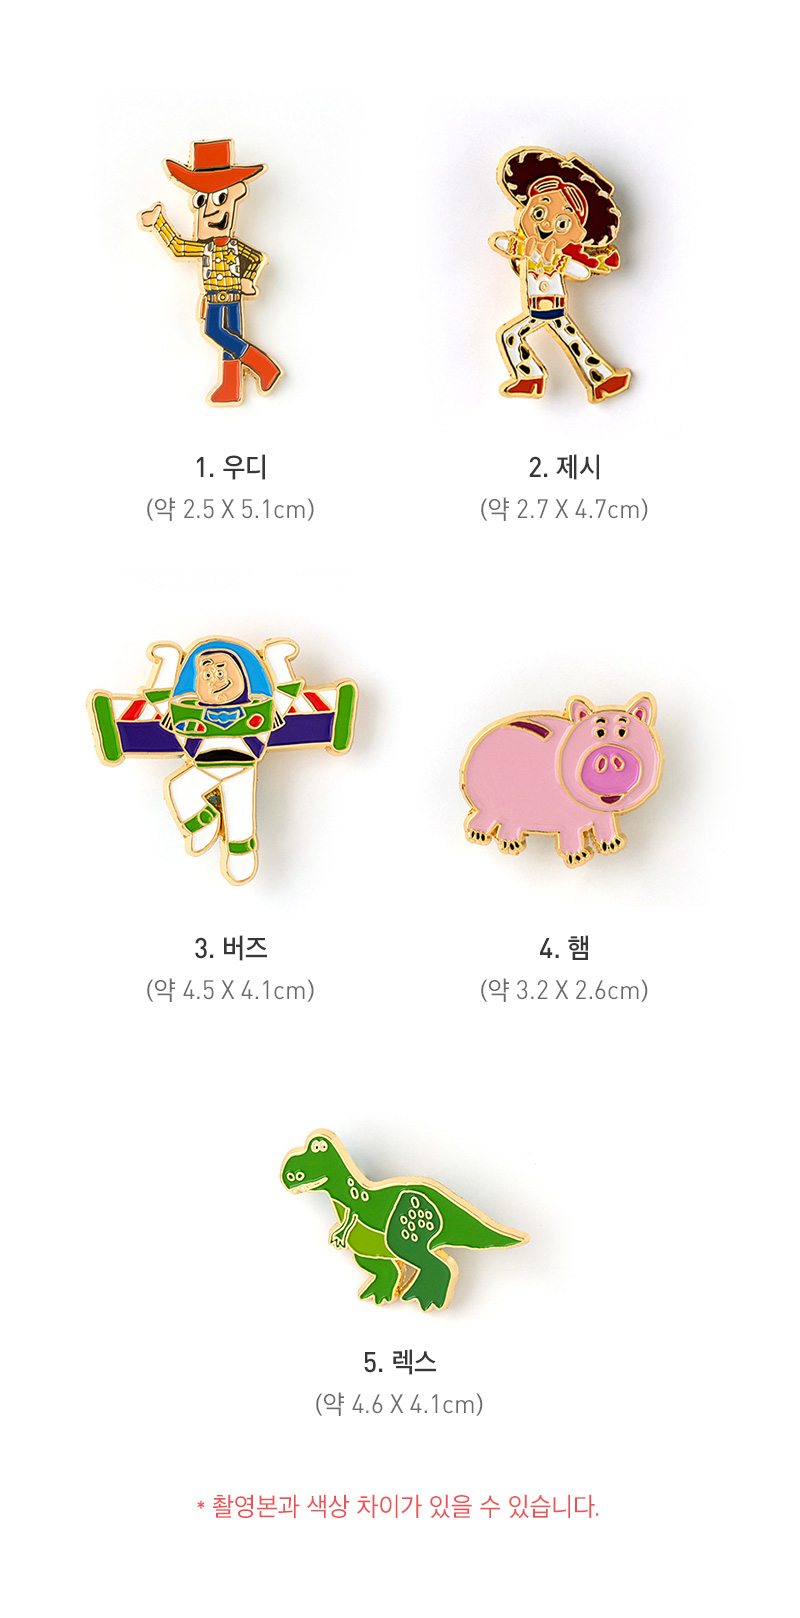 1. 우디
(약 2.5 X 5.1cm)
2. 제시
(약 2.7 X 4.7cm)
3. 버즈
(약 4.5 X 4.1cm)
4. 햄
(약 3.2 X 2.6cm)
5. 렉스
(약 4.6 X 4.1cm)
* 촬영본과 색상 차이가 있을 수 있습니다.